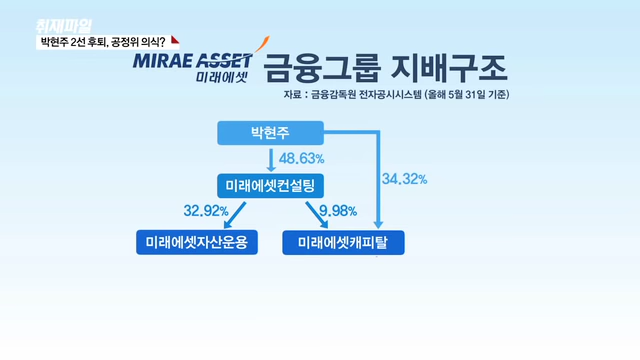 취재파일
박현주 2선 후퇴, 공정위 의식?
MIRAE ASSET
미래에셋
금융그룹 지배구조
자료 : 금융감독원 전자공시시스템 (올해 5월 31일 기준)
박현주
48.63%
34.32%
미래에셋컨설팅
32.92%
9.98%
미래에셋자산운용
미래에셋캐피탈